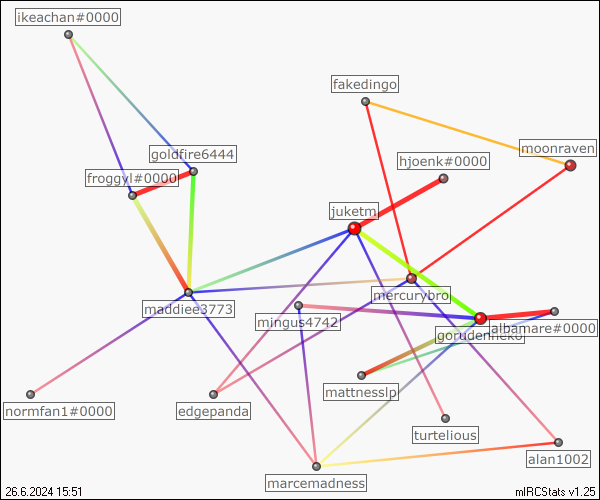 ikeachan#0000
fakedingo
moonraven
goldfire6444
hjoenk#0000
froggyl#0000
juketm
mercurybro
maddiee3773
mingus4742
albamare#0000
gorudenneko
mattnesslp
normfan1#0000
edgepanda
turtelious
alan1002
marcemadness
26.6.2024 15:51
mIRCStats v1.25